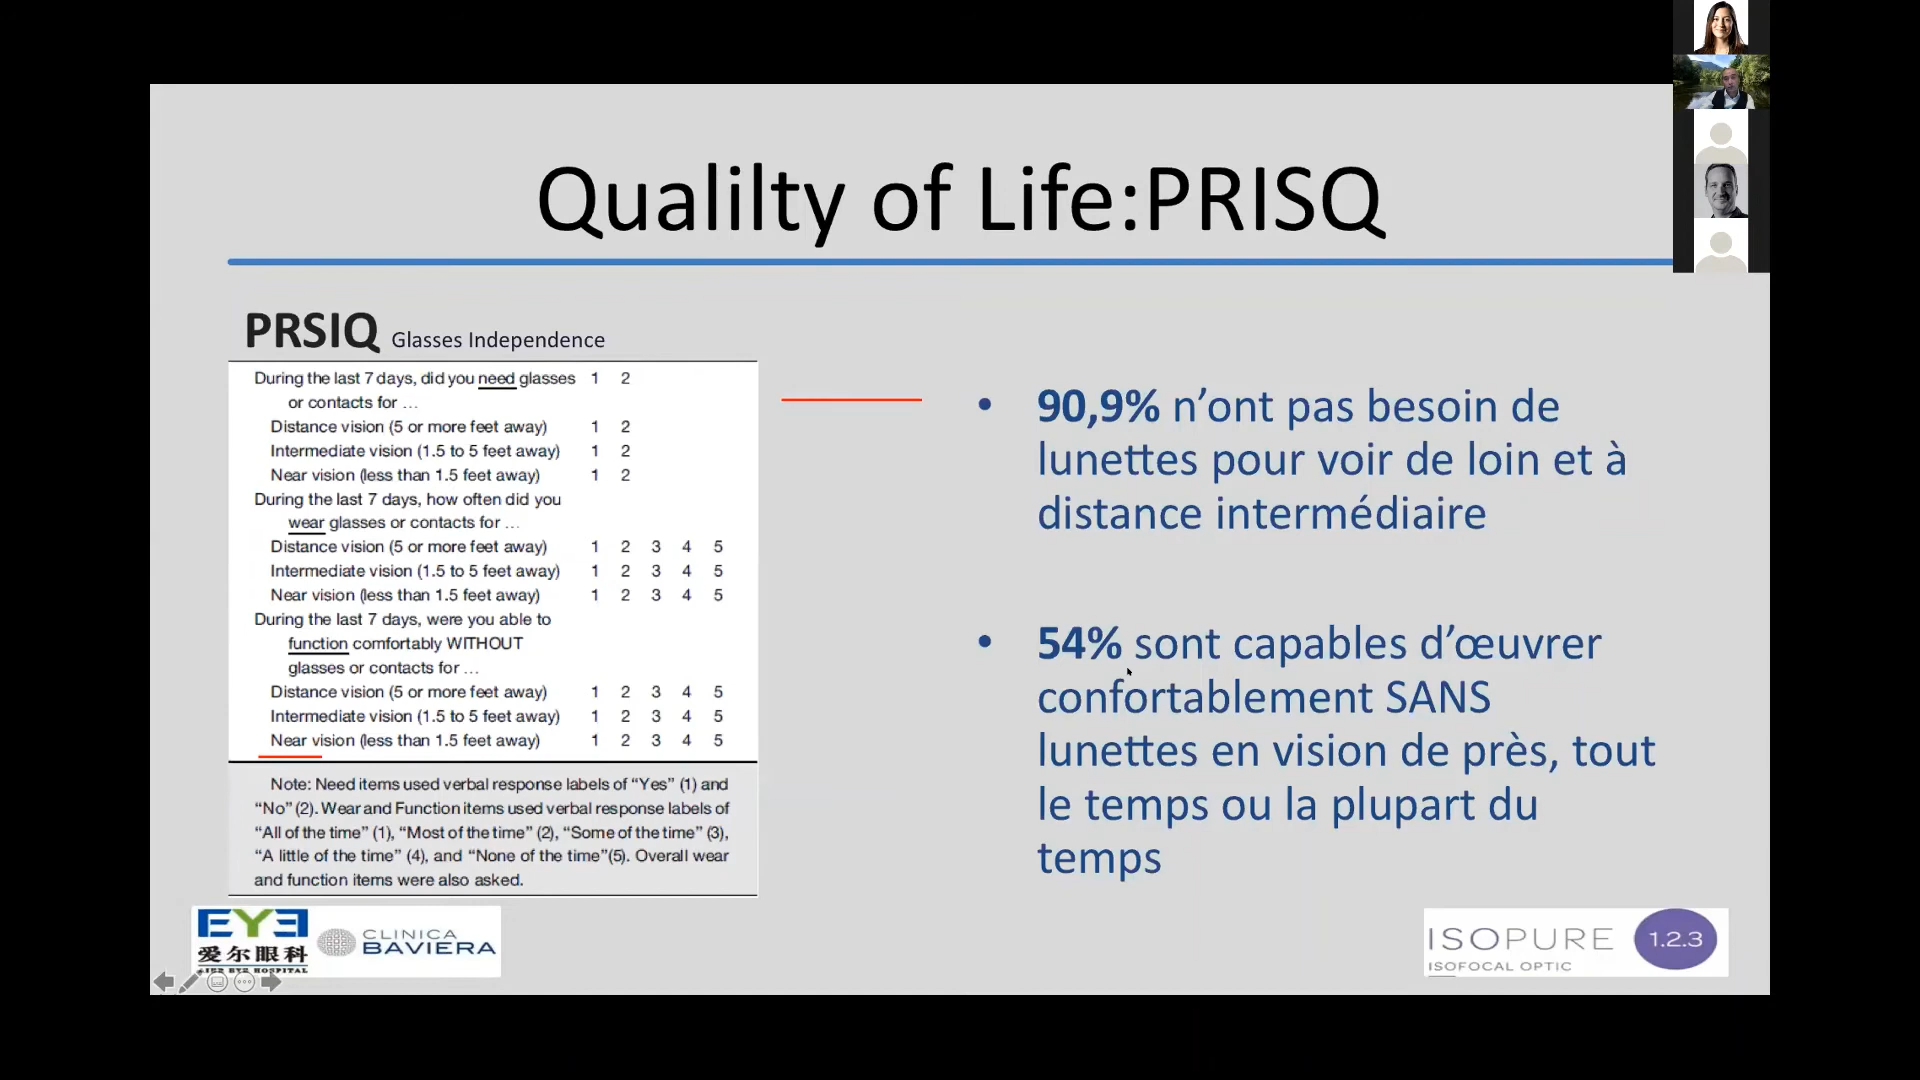 Qualilty of Life:PRISQ
PRSIQ Glasses Independence
During the last 7 days, did you need glasses 1 2
or contacts for …
Distance vision (5 or more feet away) 1 2
Intermediate vision (1.5 to 5 feet away) 1 2
Near vision (less than 1.5 feet away) 1 2
During the last 7 days, how often did you
wear glasses or contacts for …
Distance vision (5 or more feet away) 1 2 3 4 5
Intermediate vision (1.5 to 5 feet away) 1 2 3 4 5
Near vision (less than 1.5 feet away) 1 2 3 4 5
During the last 7 days, were you able to
function comfortably WITHOUT
glasses or contacts for …
Distance vision (5 or more feet away) 1 2 3 4 5
Intermediate vision (1.5 to 5 feet away) 1 2 3 4 5
Near vision (less than 1.5 feet away) 1 2 3 4 5
Note: Need items used verbal response labels of “Yes” (1) and
“No” (2). Wear and Function items used verbal response labels of
“All of the time” (1), “Most of the time” (2), “Some of the time” (3),
“A little of the time” (4), and “None of the time”(5). Overall wear
and function items were also asked.
• 90,9% n’ont pas besoin de
lunettes pour voir de loin et à
distance intermédiaire
• 54% sont capables d’œuvrer
confortablement SANS
lunettes en vision de près, tout
le temps ou la plupart du
temps
EYE
爱尔眼科
AIER EYE HOSPITAL
CLINICA
BAVIERA
ISOPURE 1.2.3
ISOFOCAL OPTIC